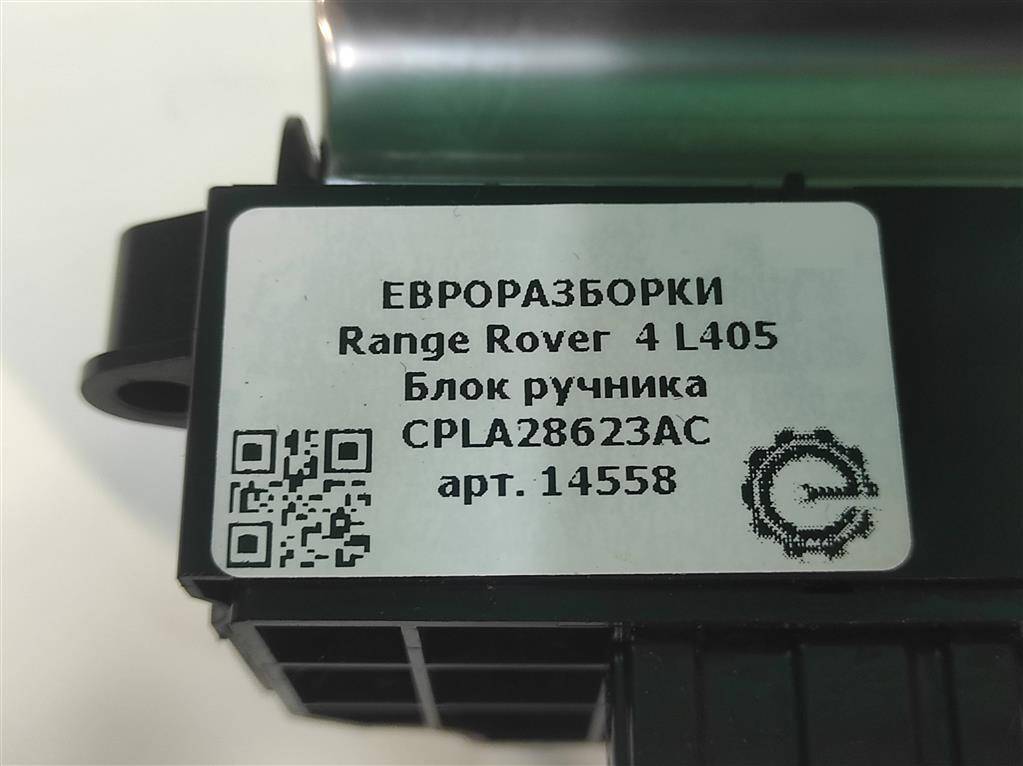 ЕВРОРАЗБОРКИ
Range Rover 4 L405
Блок ручника
CPLA28623AC
арт. 14558